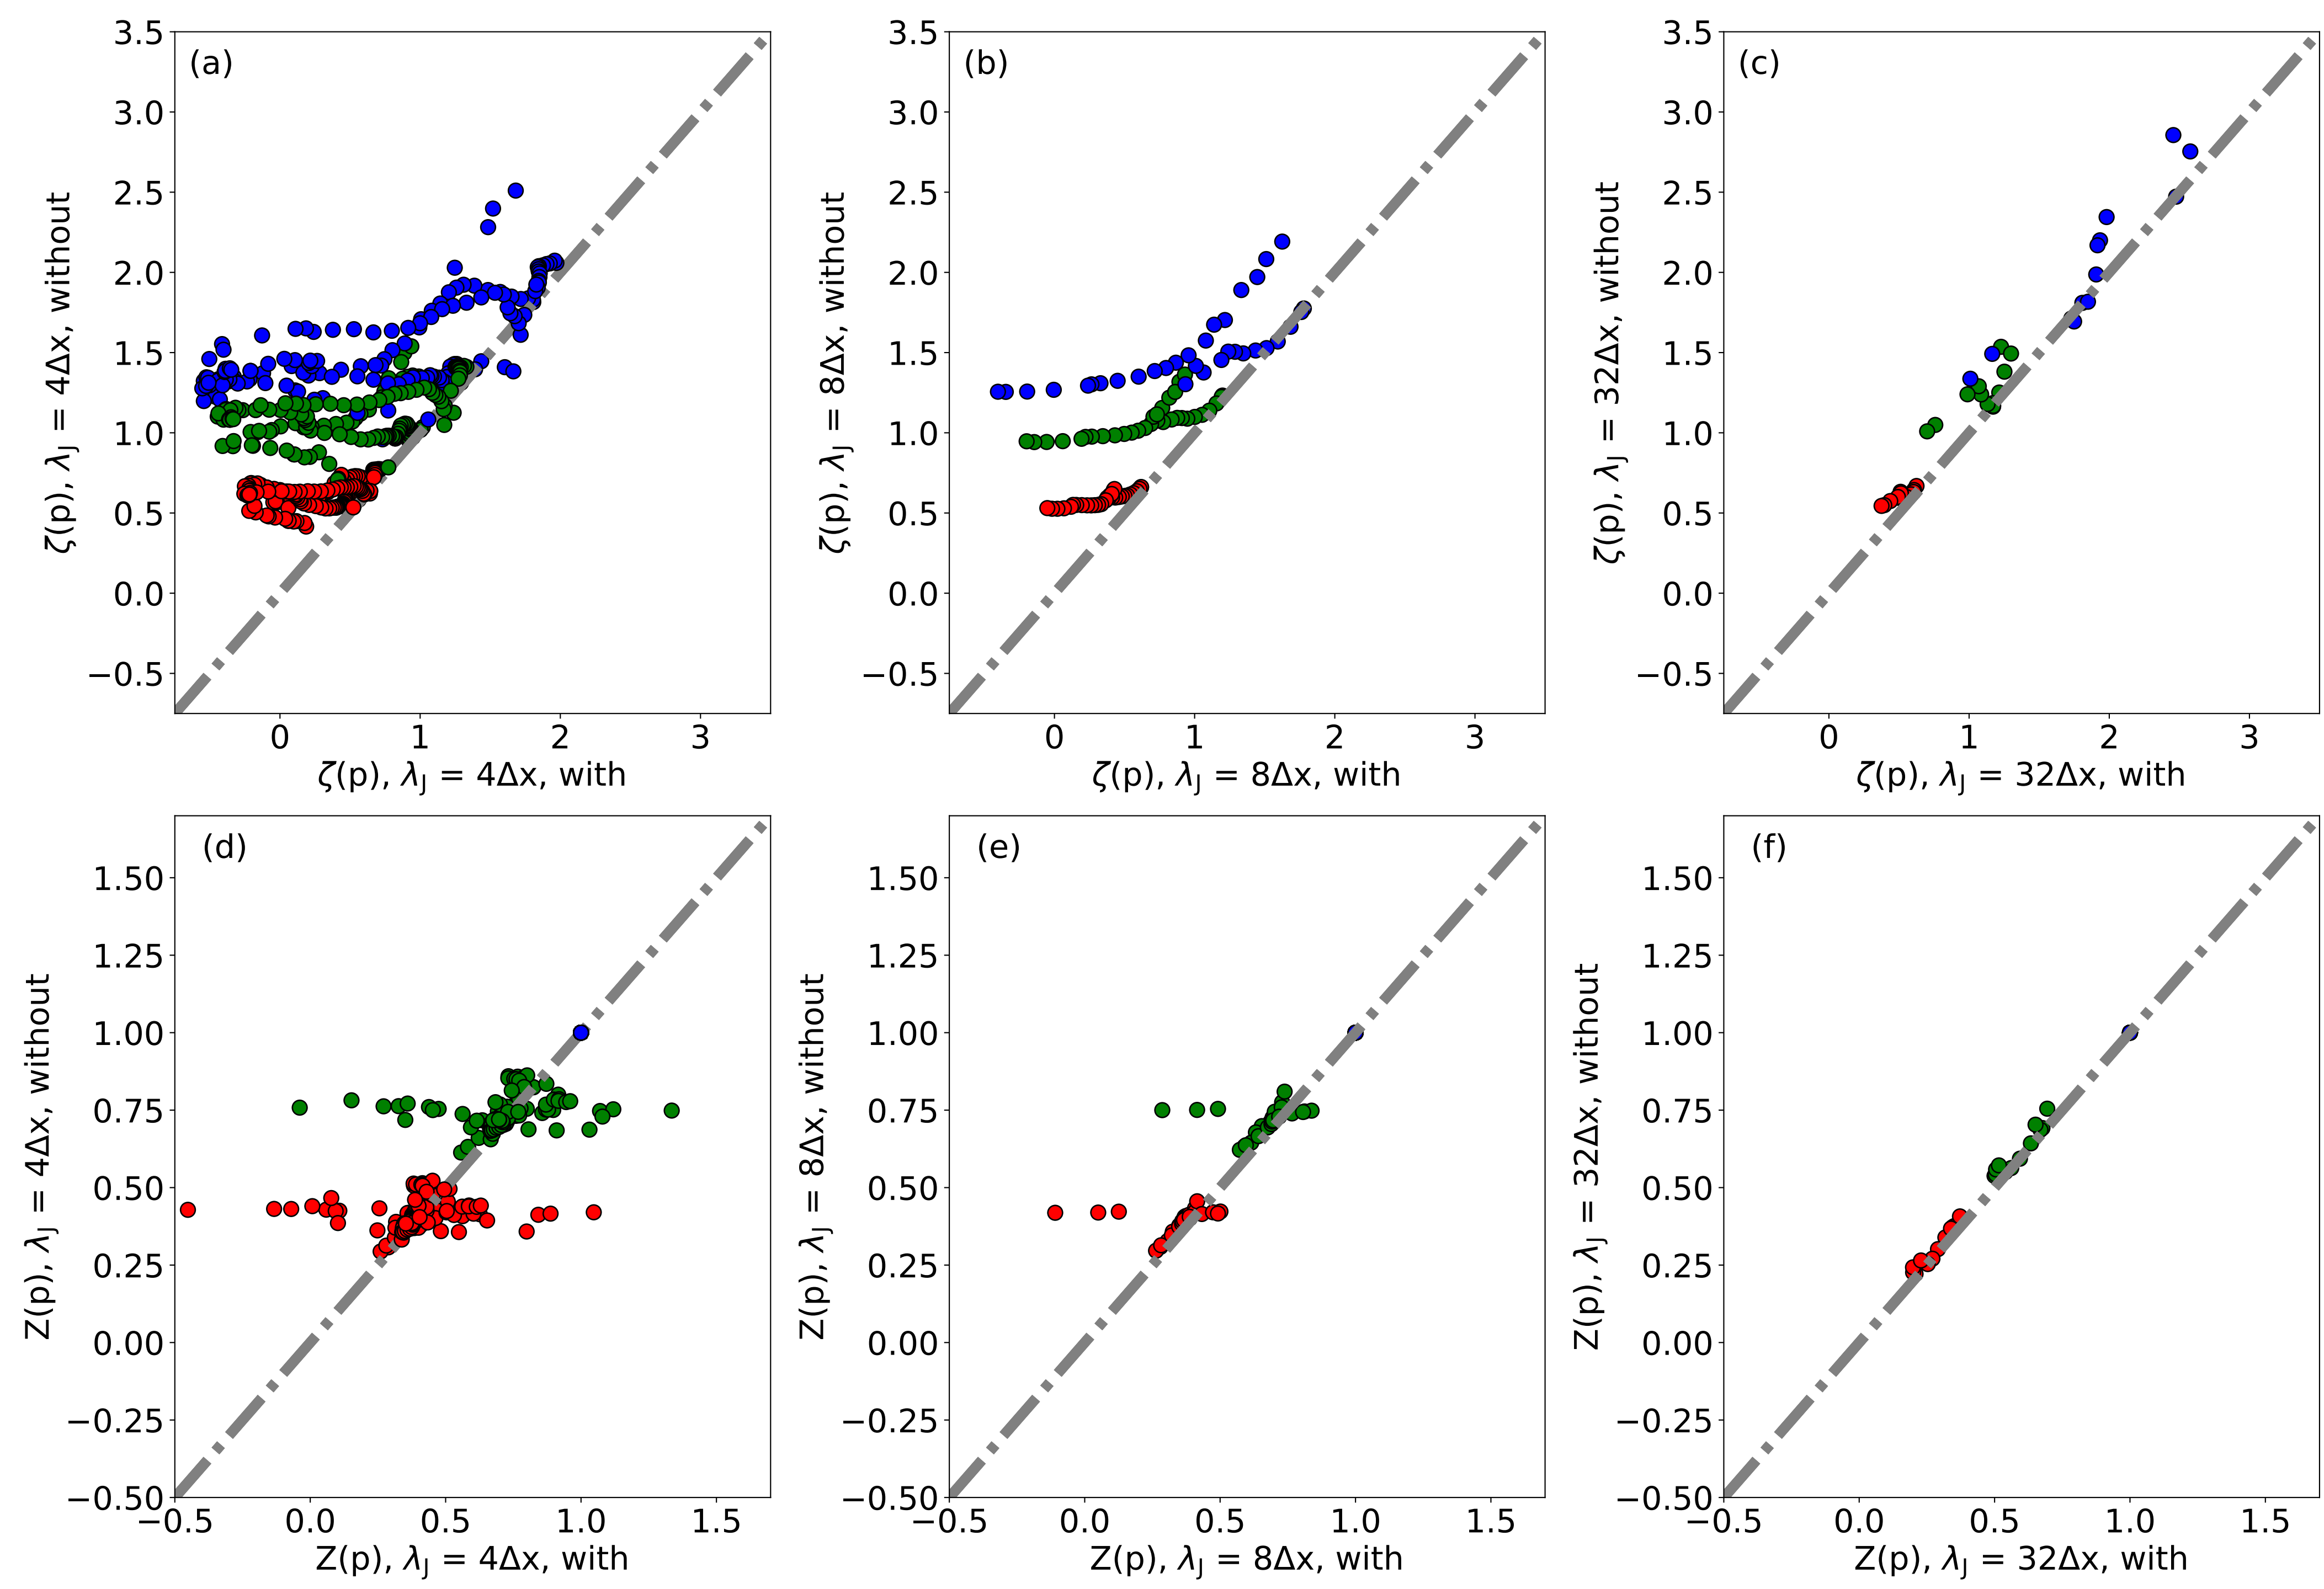 (a)
3.5
3.0
2.5
2.0
1.5
1.0
0.5
0.0
−0.5
0 1 2 3
ζ(p), λJ = 4Δx, without
ζ(p), λJ = 4Δx, with
(b)
3.5
3.0
2.5
2.0
1.5
1.0
0.5
0.0
−0.5
0 1 2 3
ζ(p), λJ = 8Δx, without
ζ(p), λJ = 8Δx, with
(c)
3.5
3.0
2.5
2.0
1.5
1.0
0.5
0.0
−0.5
0 1 2 3
ζ(p), λJ = 32Δx, without
ζ(p), λJ = 32Δx, with
(d)
1.50
1.25
1.00
0.75
0.50
0.25
0.00
−0.25
−0.50
−0.5 0.0 0.5 1.0 1.5
Z(p), λJ = 4Δx, without
Z(p), λJ = 4Δx, with
(e)
1.50
1.25
1.00
0.75
0.50
0.25
0.00
−0.25
−0.50
−0.5 0.0 0.5 1.0 1.5
Z(p), λJ = 8Δx, without
Z(p), λJ = 8Δx, with
(f)
1.50
1.25
1.00
0.75
0.50
0.25
0.00
−0.25
−0.50
−0.5 0.0 0.5 1.0 1.5
Z(p), λJ = 32Δx, without
Z(p), λJ = 32Δx, with